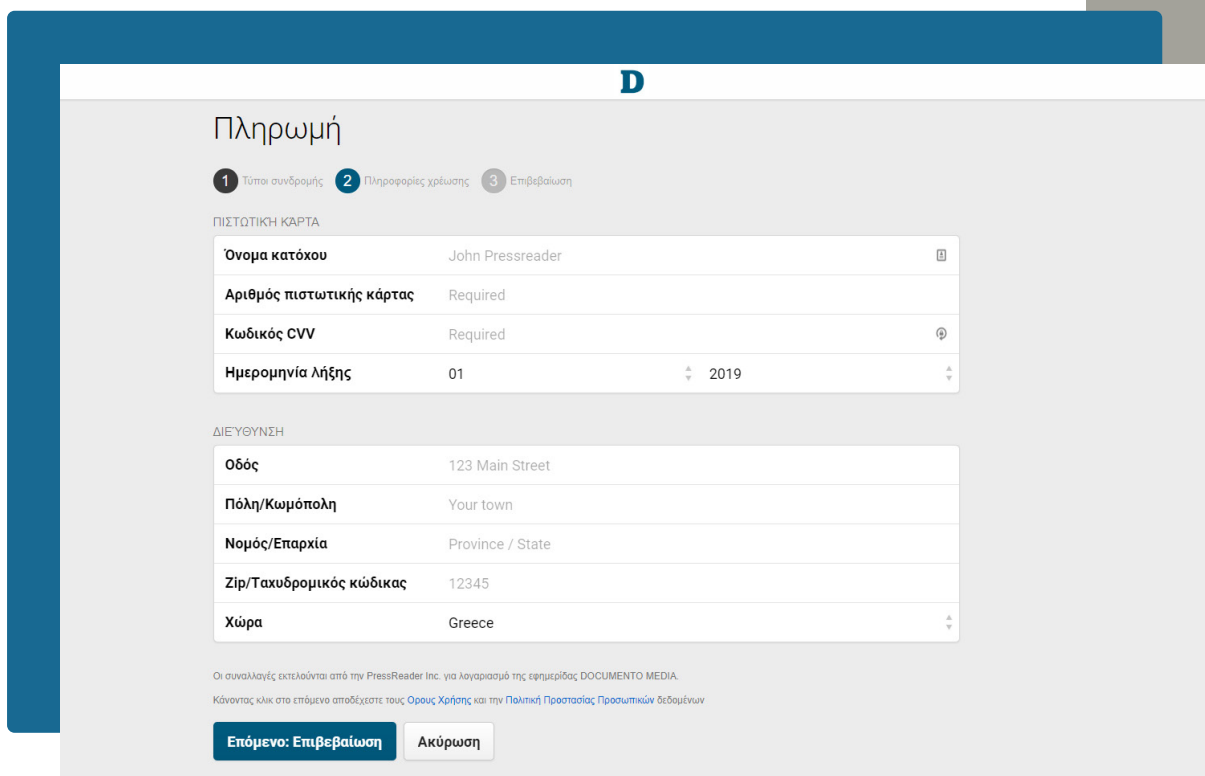 D
Πληρωμή
1 Τύποι συνδρομής 2 Πληροφορίες χρέωσης 3 Επιβεβαίωση
ΠΙΣΤΩΤΙΚΉ ΚΆΡΤΑ
Όνομα κατόχου John Pressreader
Αριθμός πιστωτικής κάρτας Required
Κωδικός CVV Required
Ημερομηνία λήξης 01 2019
ΔΙΕΎΘΥΝΣΗ
Οδός 123 Main Street
Πόλη/Κωμόπολη Your town
Νομός/Επαρχία Province / State
Zip/Ταχυδρομικός κώδικας 12345
Χώρα Greece
Οι συναλλαγές εκτελούνται από την PressReader Inc. για λογαριασμό της εφημερίδας DOCUMENTO MEDIA.
Κάνοντας κλικ στο επόμενο αποδέχεστε τους Ορους Χρήσης και την Πολιτική Προστασίας Προσωπικών δεδομένων
Επόμενο: Επιβεβαίωση Ακύρωση